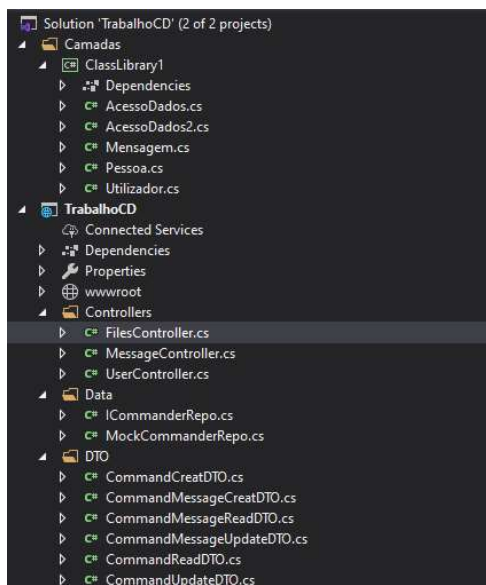 Solution 'TrabalhoCD' (2 of 2 projects)
Camadas
C# ClassLibrary1
Dependencies
C# AcessoDados.cs
C# AcessoDados2.cs
C# Mensagem.cs
C# Pessoa.cs
C# Utilizador.cs
TrabalhoCD
Connected Services
Dependencies
Properties
wwwroot
Controllers
C# FilesController.cs
C# MessageController.cs
C# UserController.cs
Data
C# ICommanderRepo.cs
C# MockCommanderRepo.cs
DTO
C# CommandCreatDTO.cs
C# CommandMessageCreatDTO.cs
C# CommandMessageReadDTO.cs
C# CommandMessageUpdateDTO.cs
C# CommandReadDTO.cs
C# CommandUpdateDTO.cs